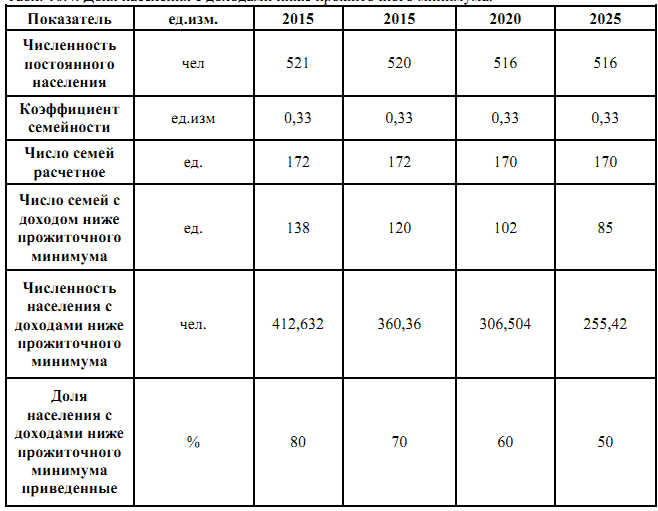 Показатель ед.изм. 2015 2015 2020 2025
Численность
постоянного
населения
чел 521 520 516 516
Коэффициент
семейности
ед.изм 0,33 0,33 0,33 0,33
Число семей
расчетное
ед. 172 172 170 170
Число семей с
доходом ниже
прожиточного
минимума
ед. 138 120 102 85
Численность
населения с
доходами ниже
прожиточного
минимума
чел. 412,632 360,36 306,504 255,42
Доля
населения с
доходами ниже
прожиточного
минимума
приведенные
% 80 70 60 50